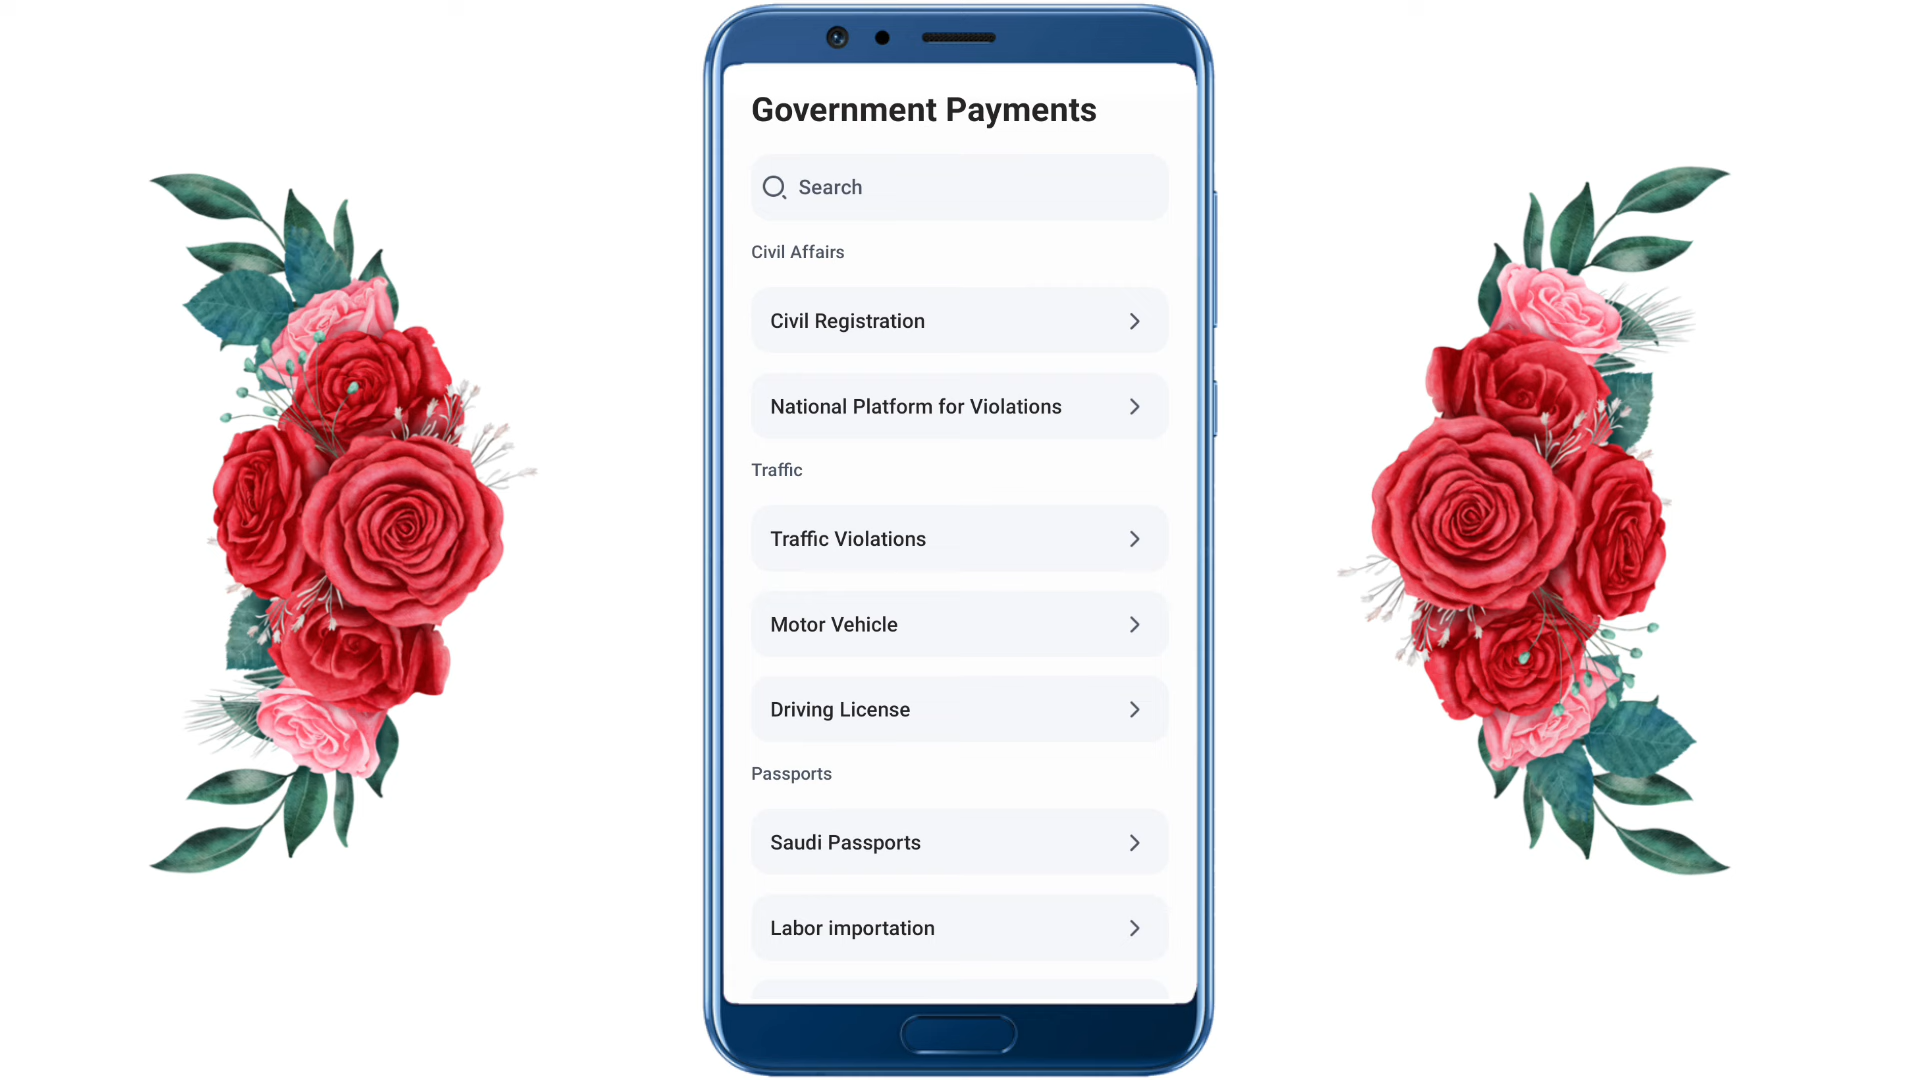 Government Payments
Search
Civil Affairs
Civil Registration
National Platform for Violations
Traffic
Traffic Violations
Motor Vehicle
Driving License
Passports
Saudi Passports
Labor importation